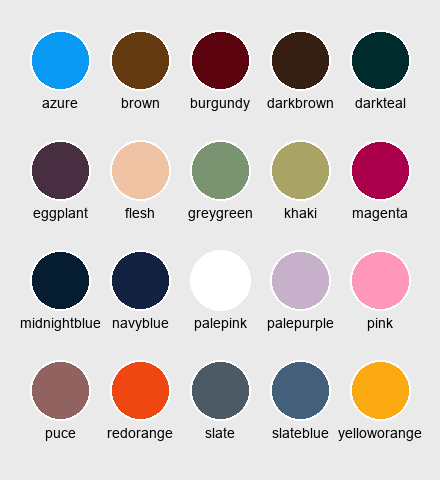 azure brown burgundy darkbrown darkteal
eggplant flesh greygreen khaki magenta
midnightblue navyblue palepink palepurple pink
puce redorange slate slateblue yelloworange